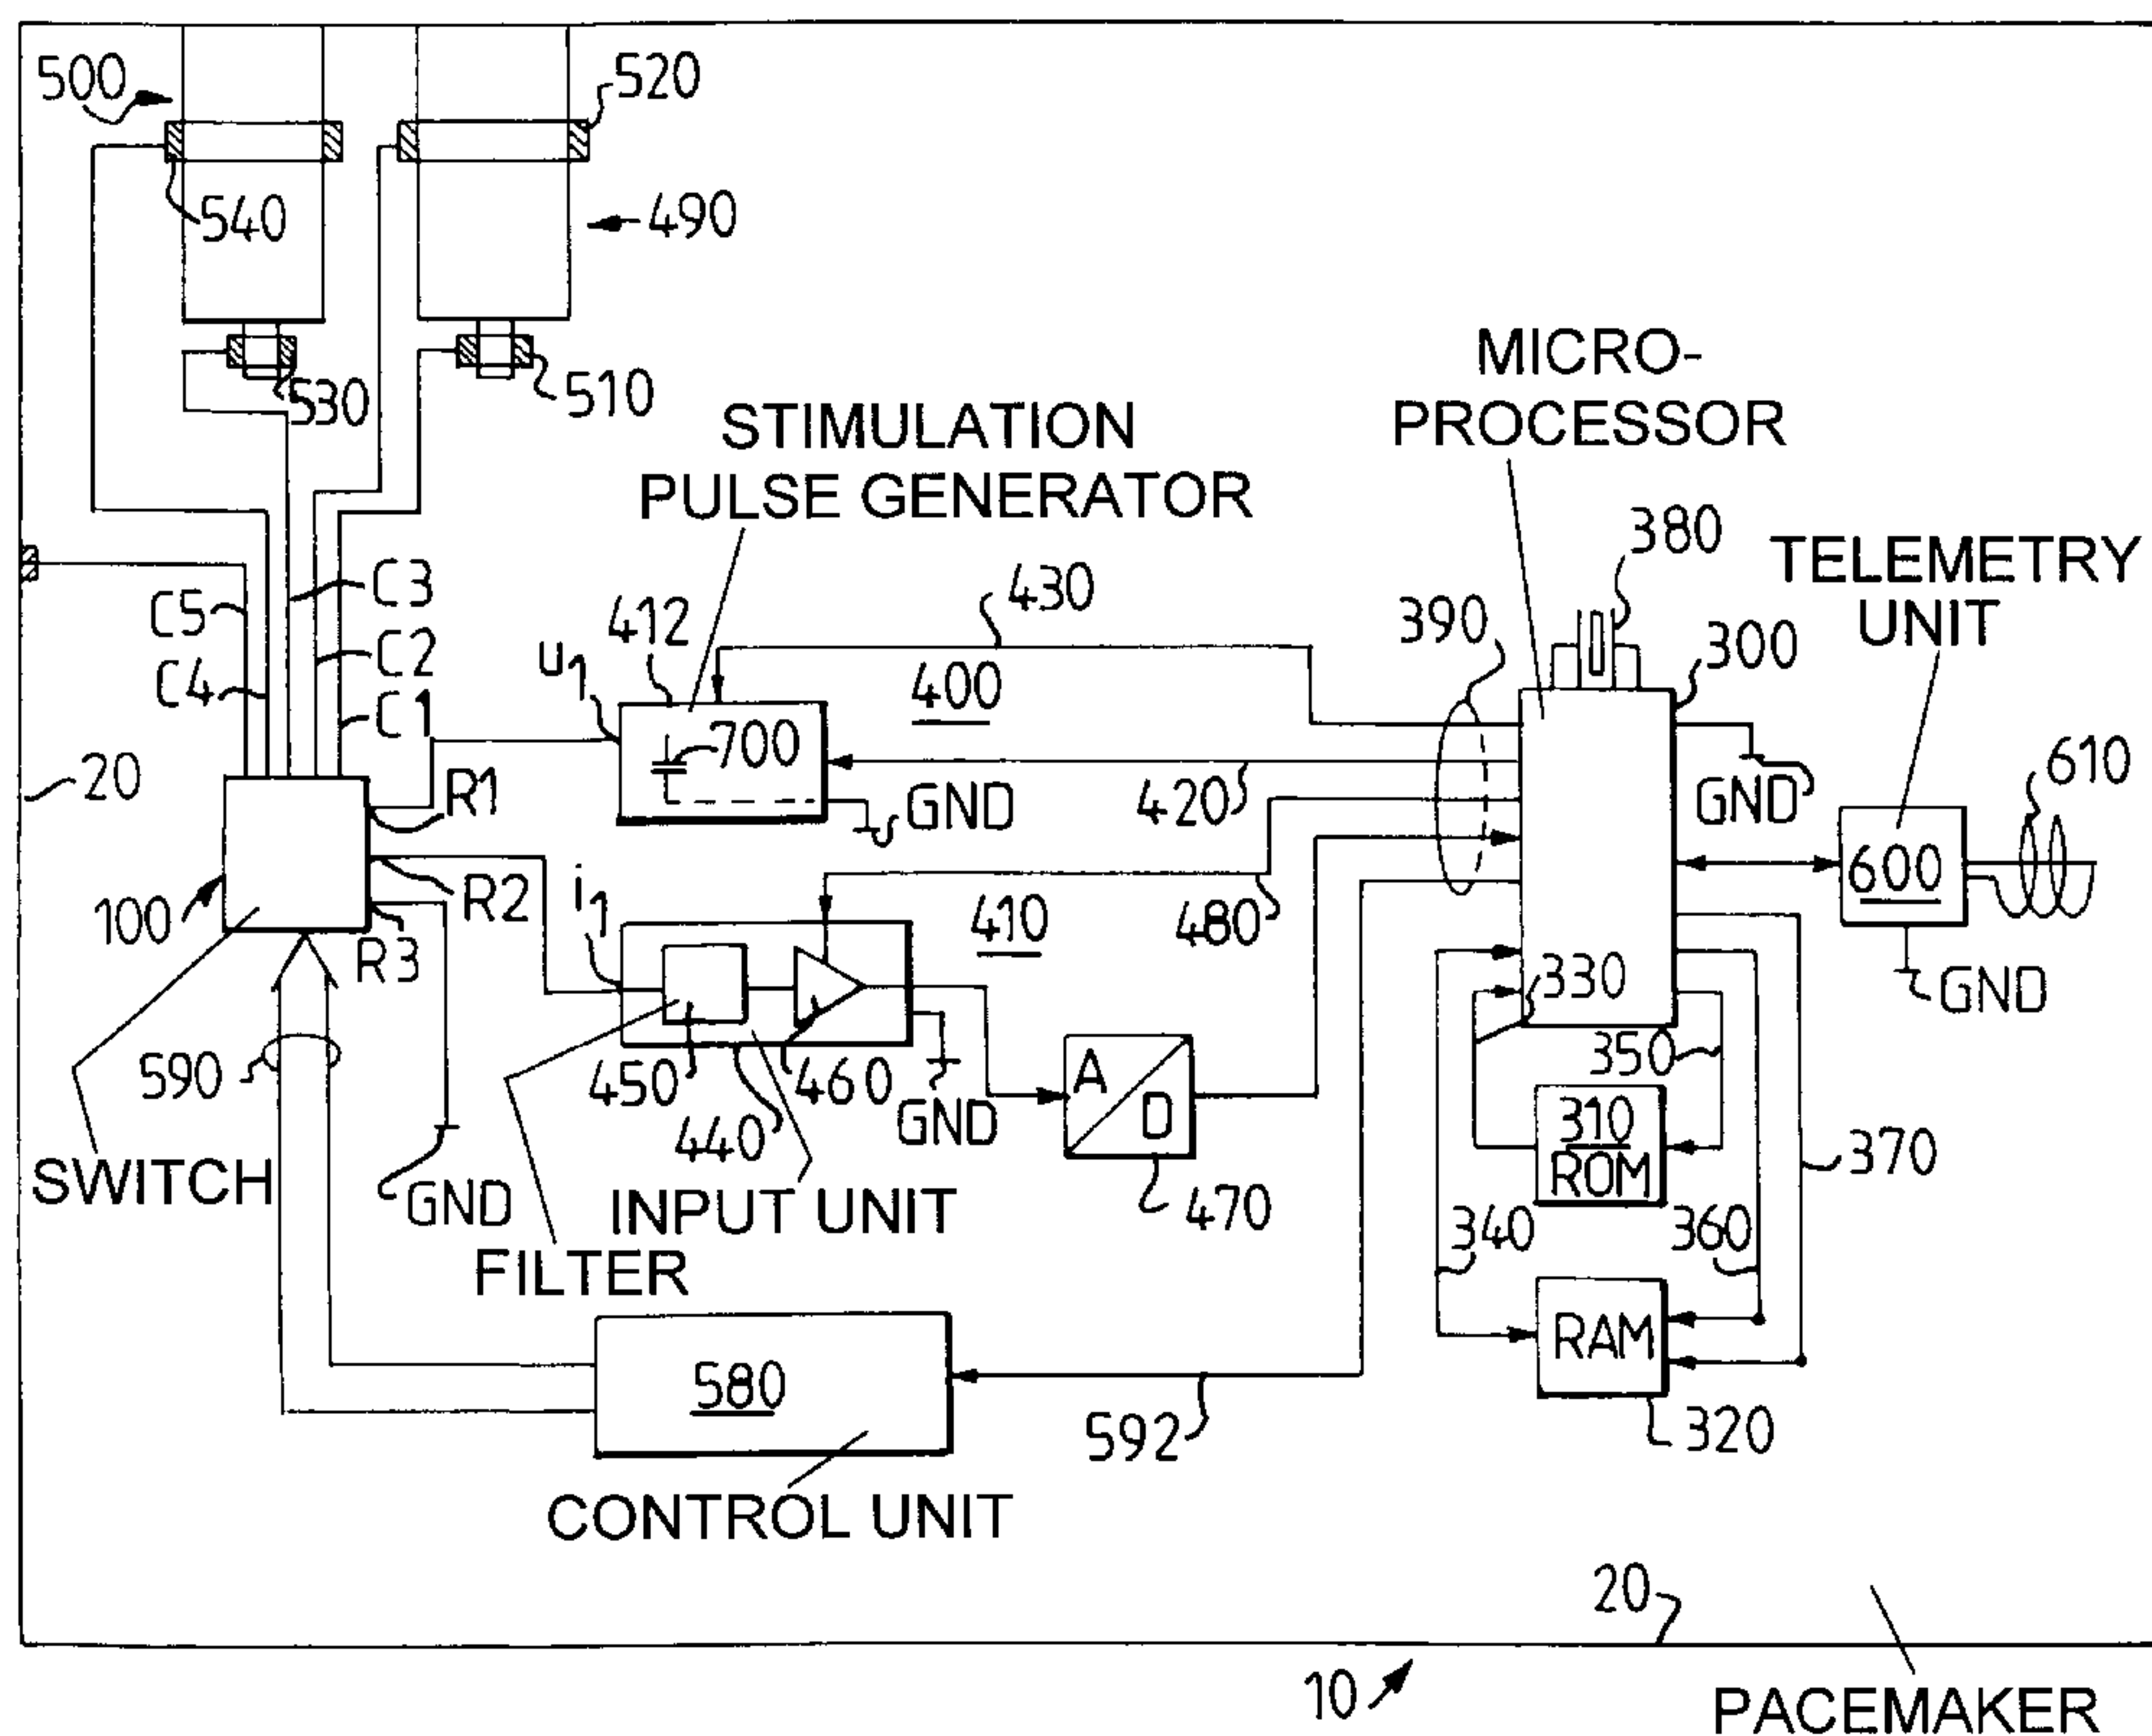 500
520
540
490
530
510
MICRO-
PROCESSOR
STIMULATION
PULSE GENERATOR
380
TELEMETRY
UNIT
C3
430
390
C5
412
300
u1
C2
C4
400
C1
700
20
R1
GND
420
GND
610
600
100
R2
i1
410
480
R3
330
GND
590
450
460
GND
A
D
350
440
310
ROM
370
SWITCH
GND
INPUT UNIT
470
340
360
FILTER
RAM
580
592
320
CONTROL UNIT
20
10
PACEMAKER